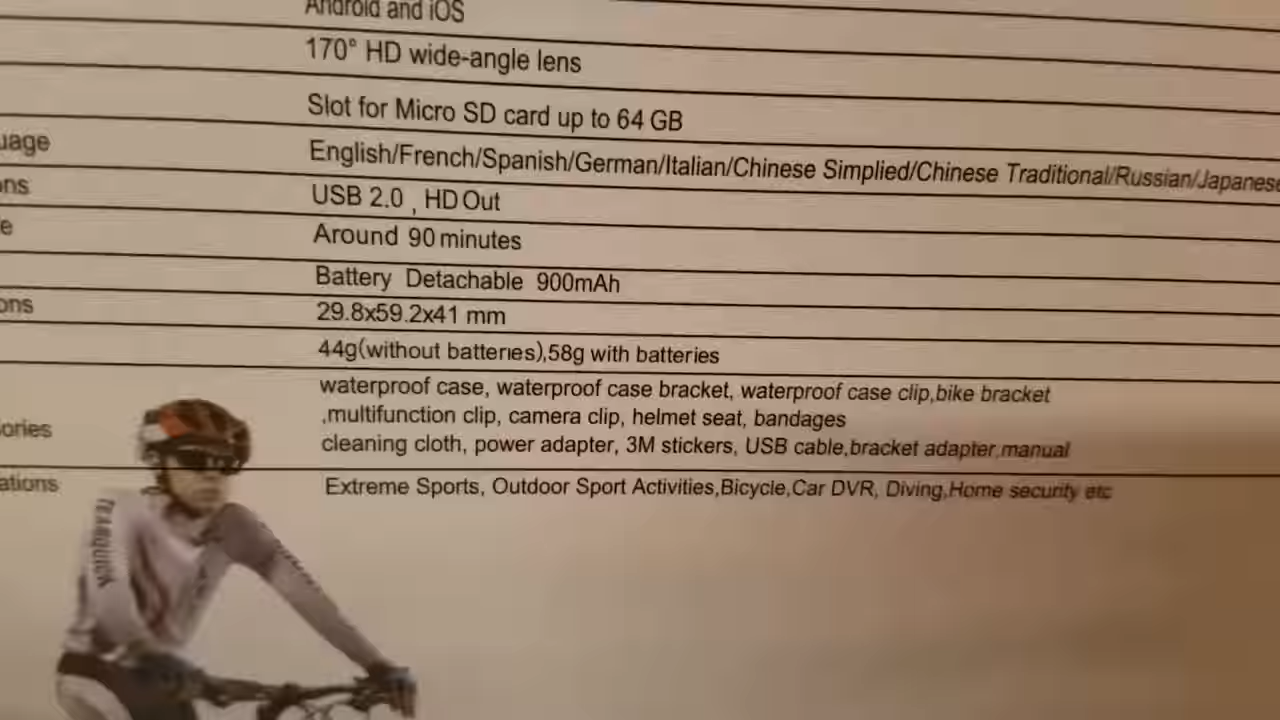 Android and iOS
170° HD wide-angle lens
Slot for Micro SD card up to 64 GB
uage English/French/Spanish/German/Italian/Chinese Simplied/Chinese Traditional/Russian/Japanese
ons USB 2.0 , HD Out
e Around 90 minutes
Battery Detachable 900mAh
ons 29.8x59.2x41 mm
44g(without batteries),58g with batteries
waterproof case, waterproof case bracket, waterproof case clip,bike bracket
,multifunction clip, camera clip, helmet seat, bandages
ories cleaning cloth, power adapter, 3M stickers, USB cable,bracket adapter,manual
ations Extreme Sports, Outdoor Sport Activities,Bicycle,Car DVR, Diving,Home security etc